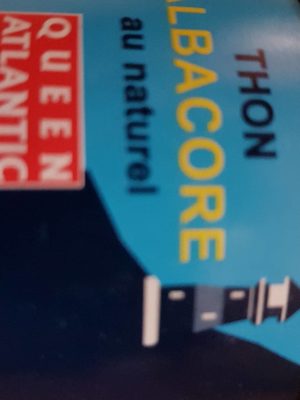 THON
ALBACORE
au naturel
QUEEN
ATLANTIC